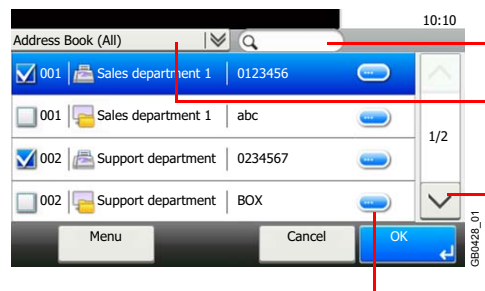 10:10
Address Book (All)
001 Sales department 1 0123456
001 Sales department 1 abc
1/2
002 Support department 0234567
002 Support department BOX
Menu Cancel OK
GB0428_01